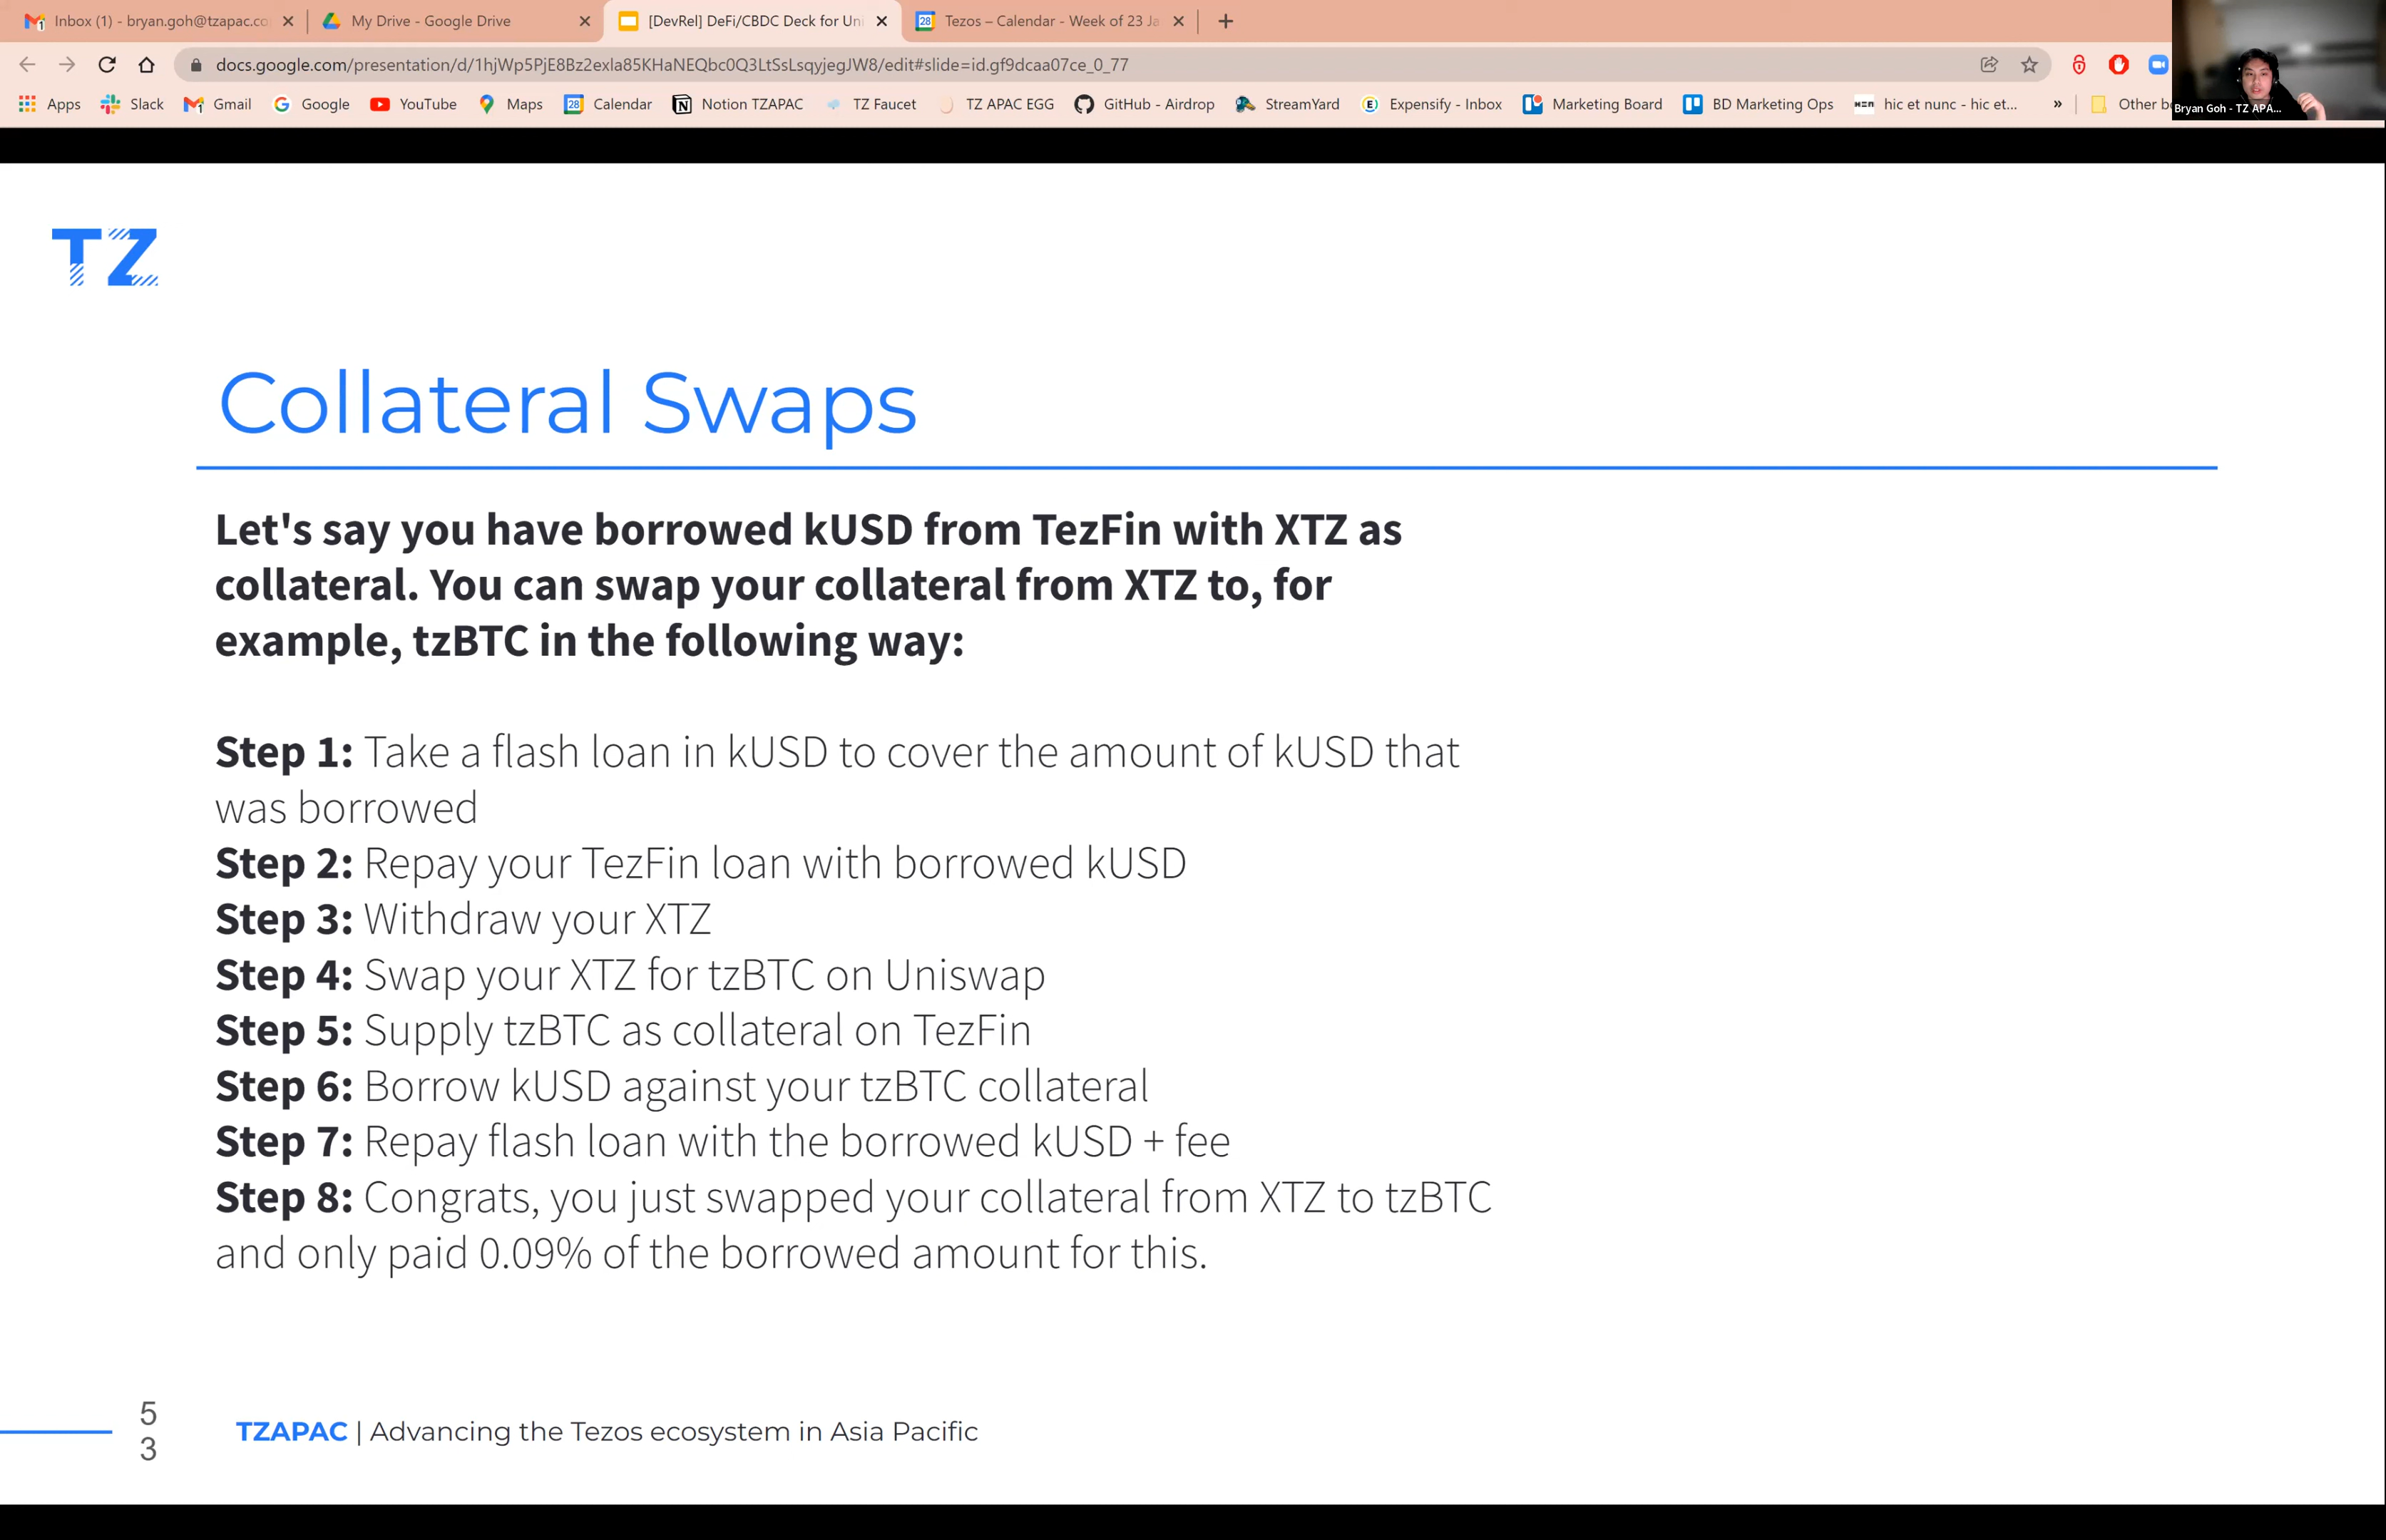 Inbox (1) - bryan.goh@tzapac.co
My Drive - Google Drive
[DevRel] DeFi/CBDC Deck for Uni
Tezos – Calendar - Week of 23 Ja
docs.google.com/presentation/d/1hjWp5PjE8Bz2exla85KHaNEQbc0Q3LtSsLsqyjegJW8/edit#slide=id.gf9dcaa07ce_0_77
Apps
Slack
Gmail
Google
YouTube
Maps
Calendar
Notion TZAPAC
TZ Faucet
TZ APAC EGG
GitHub - Airdrop
StreamYard
Expensify - Inbox
Marketing Board
BD Marketing Ops
hic et nunc - hic et...
»
Other b
Bryan Goh - TZ APA...
TZ
Collateral Swaps
Let's say you have borrowed kUSD from TezFin with XTZ as
collateral. You can swap your collateral from XTZ to, for
example, tzBTC in the following way:
Step 1: Take a flash loan in kUSD to cover the amount of kUSD that
was borrowed
Step 2: Repay your TezFin loan with borrowed kUSD
Step 3: Withdraw your XTZ
Step 4: Swap your XTZ for tzBTC on Uniswap
Step 5: Supply tzBTC as collateral on TezFin
Step 6: Borrow kUSD against your tzBTC collateral
Step 7: Repay flash loan with the borrowed kUSD + fee
Step 8: Congrats, you just swapped your collateral from XTZ to tzBTC
and only paid 0.09% of the borrowed amount for this.
5
3
TZAPAC | Advancing the Tezos ecosystem in Asia Pacific